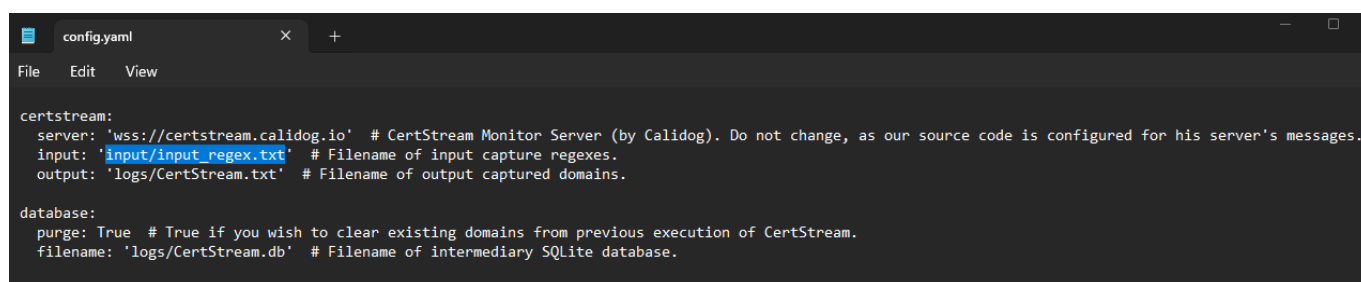 config.yaml
File Edit View
certstream:
  server: 'wss://certstream.calidog.io'  # CertStream Monitor Server (by Calidog). Do not change, as our source code is configured for his server's messages.
  input: 'input/input_regex.txt'  # Filename of input capture regexes.
  output: 'logs/CertStream.txt'  # Filename of output captured domains.
database:
  purge: True  # True if you wish to clear existing domains from previous execution of CertStream.
  filename: 'logs/CertStream.db'  # Filename of intermediary SQLite database.